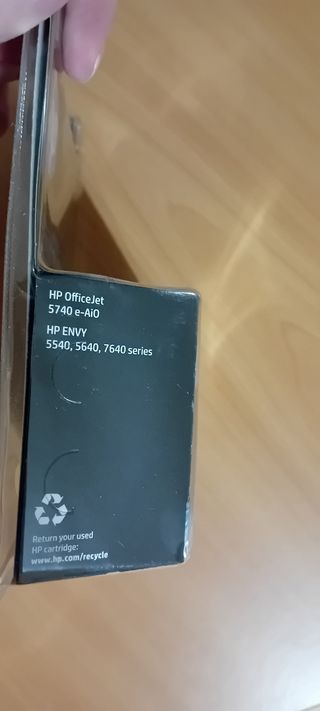 HP OfficeJet
5740 e-AiO
HP ENVY
5540, 5640, 7640 series
Return your used
HP cartridge:
www.hp.com/recycle